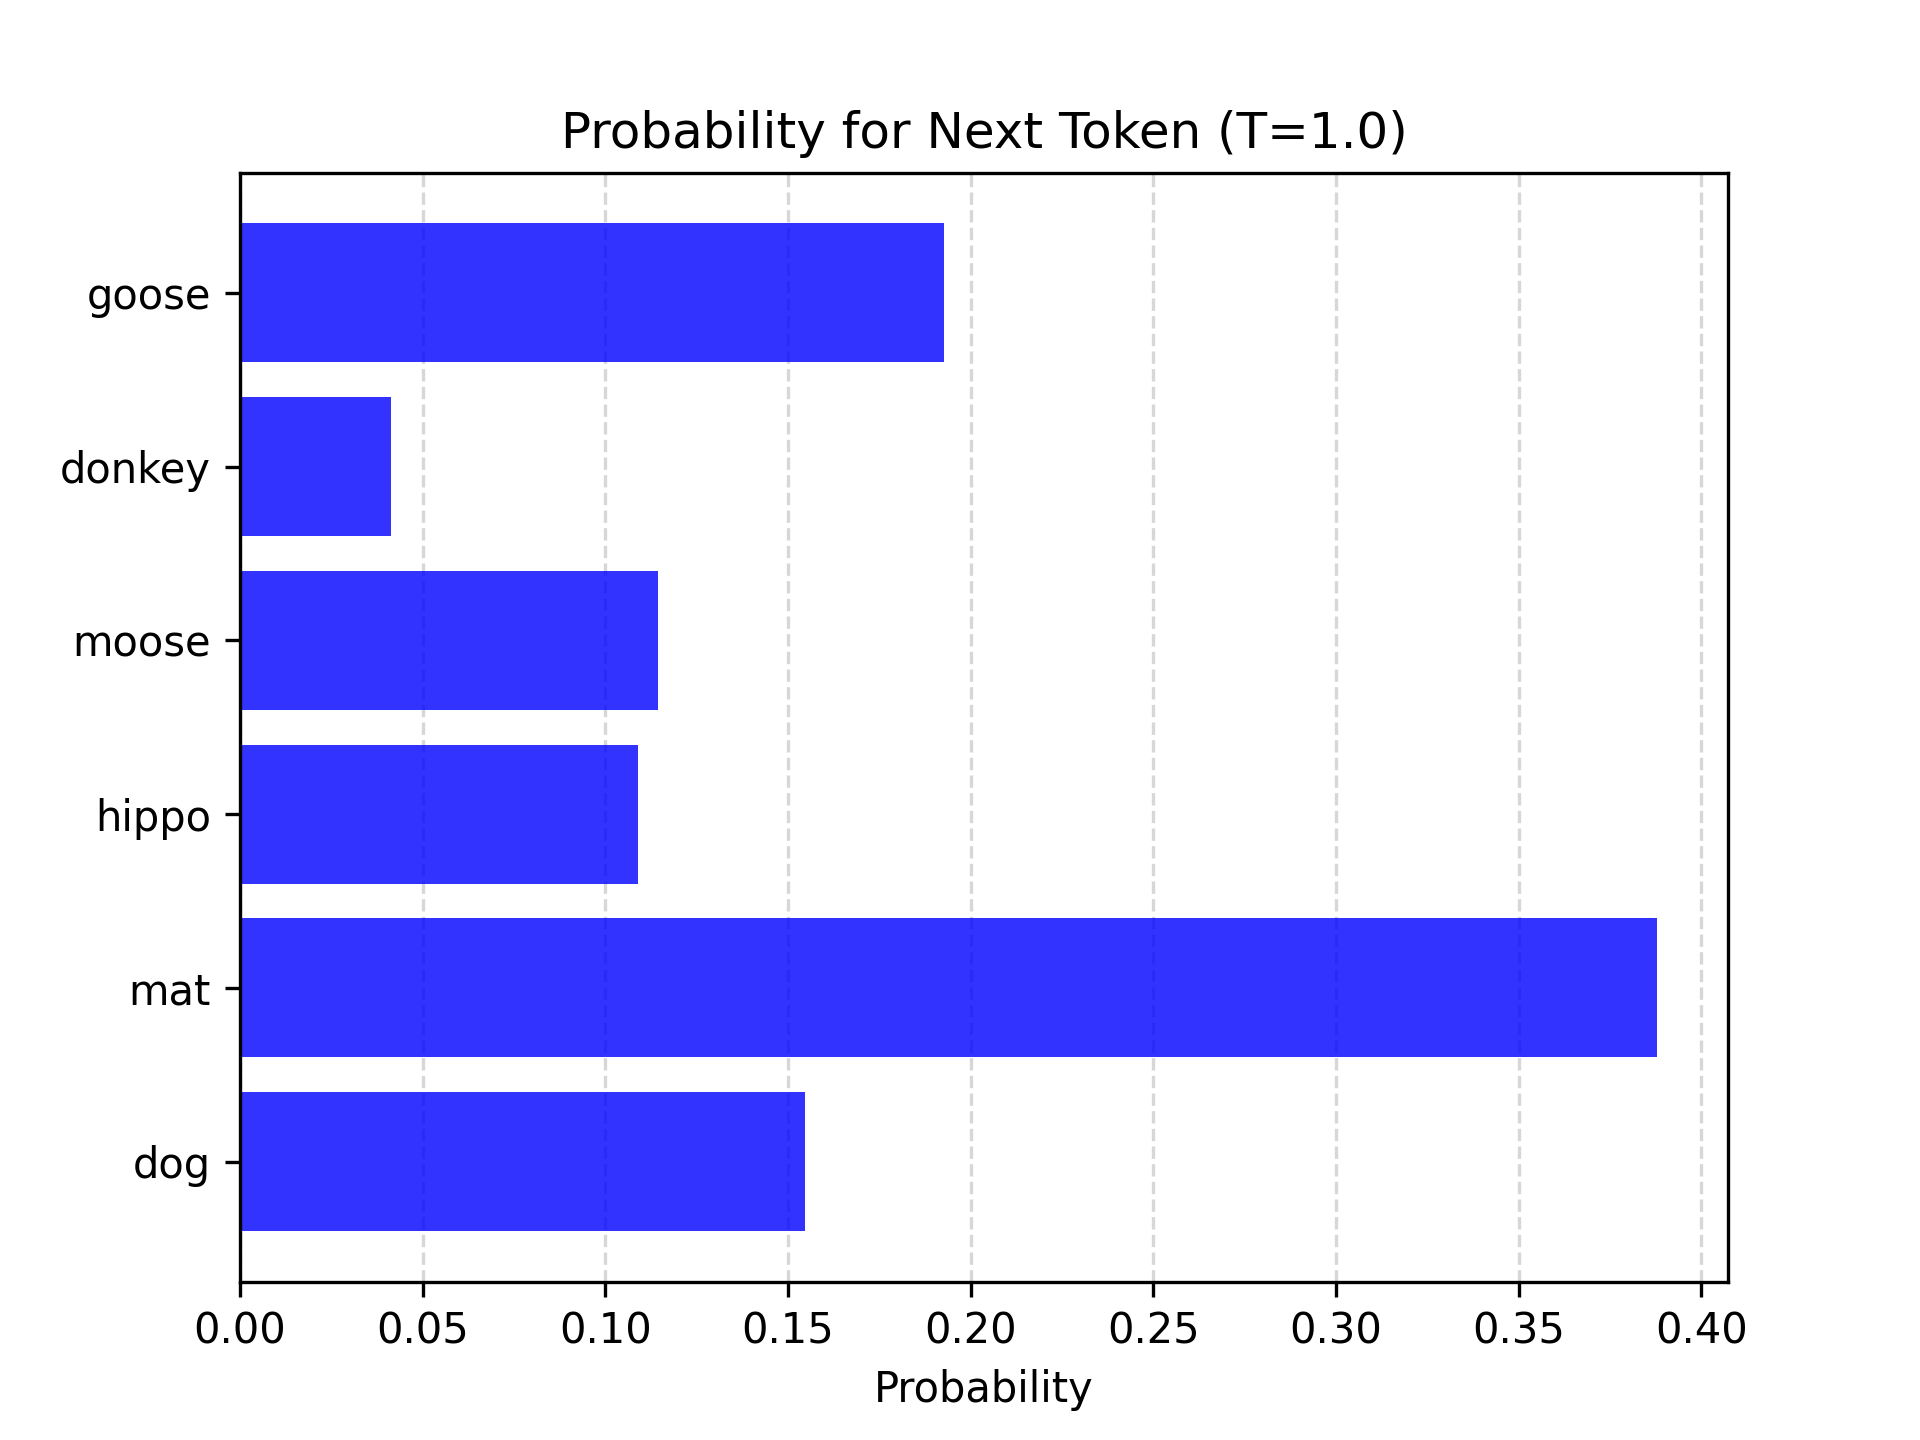 Probability for Next Token (T=1.0)
goose
donkey
moose
hippo
mat
dog
0.00 0.05 0.10 0.15 0.20 0.25 0.30 0.35 0.40
Probability